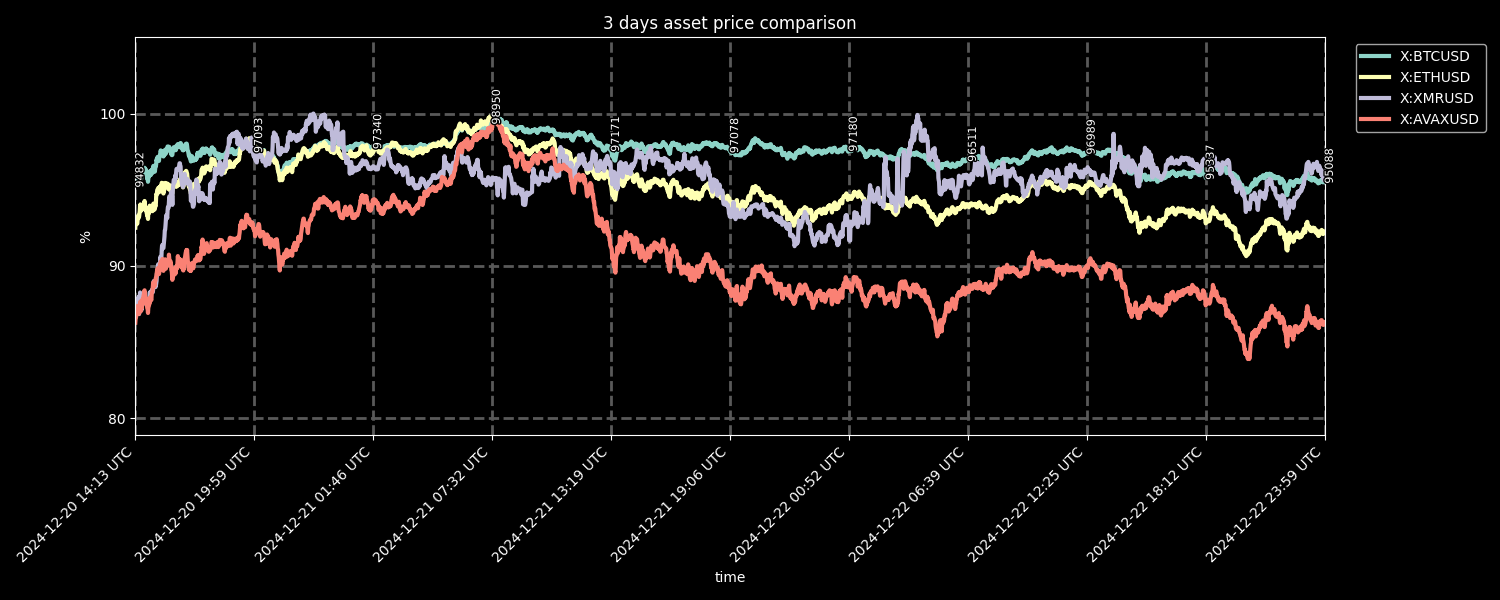 3 days asset price comparison
X:BTCUSD
X:ETHUSD
X:XMRUSD
X:AVAXUSD
100
90
80
%
94832
97093
97340
98950
97171
97078
97180
96511
96989
95337
95088
2024-12-20 14:13 UTC
2024-12-20 19:59 UTC
2024-12-21 01:46 UTC
2024-12-21 07:32 UTC
2024-12-21 13:19 UTC
2024-12-21 19:06 UTC
2024-12-22 00:52 UTC
2024-12-22 06:39 UTC
2024-12-22 12:25 UTC
2024-12-22 18:12 UTC
2024-12-22 23:59 UTC
time